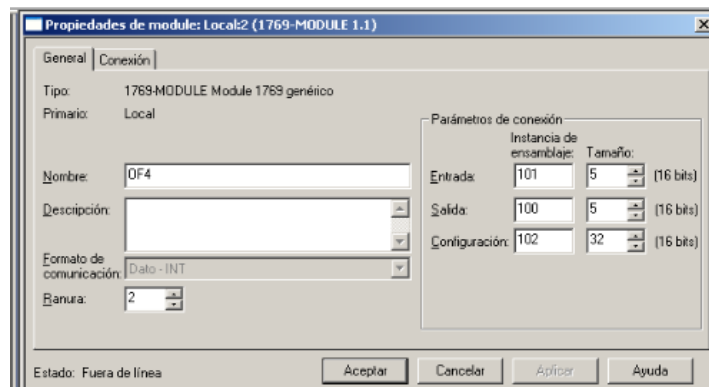 Propiedades de module: Local:2 (1769-MODULE 1.1)
General
Conexión
Tipo: 1769-MODULE Module 1769 genérico
Primario: Local
Nombre: OF4
Descripción:
Formato de comunicación: Dato - INT
Ranura: 2
Parámetros de conexión
Instancia de ensamblaje: Tamaño:
Entrada: 101 5 (16 bits)
Salida: 100 5 (16 bits)
Configuración: 102 32 (16 bits)
Estado: Fuera de línea
Aceptar
Cancelar
Aplicar
Ayuda